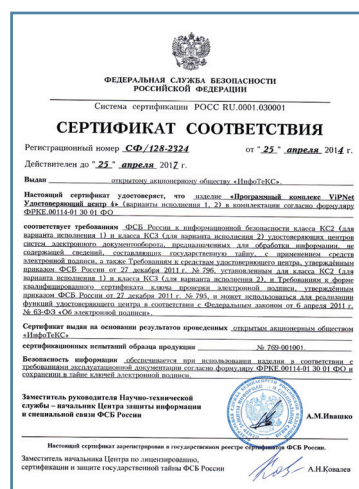 ФЕДЕРАЛЬНАЯ СЛУЖБА БЕЗОПАСНОСТИ
РОССИЙСКОЙ ФЕДЕРАЦИИ
Система сертификации РОСС RU.0001.030001
СЕРТИФИКАТ СООТВЕТСТВИЯ
Регистрационный номер СФ/128-2324 от "25" апреля 2014 г.
Действителен до "25" апреля 2017 г.
Выдан открытому акционерному обществу «ИнфоТеКС».
Настоящий сертификат удостоверяет, что изделие «Программный комплекс ViPNet
Удостоверяющий центр 4» (варианты исполнения 1, 2) в комплектации согласно формуляру
ФРКЕ.00114-01 30 01 ФО
соответствует требованиям ФСБ России к информационной безопасности класса КС2 (для
варианта исполнения 1) и класса КС3 (для варианта исполнения 2) удостоверяющих центров
систем электронного документооборота, предназначенных для обработки информации, не
содержащей сведений, составляющих государственную тайну, с применением средств
электронной подписи, а также Требованиям к средствам удостоверяющего центра, утверждённым
приказом ФСБ России от 27 декабря 2011 г. № 796, установленным для класса КС2 (для
варианта исполнения 1) и класса КС3 (для варианта исполнения 2), и Требованиям к форме
квалифицированного сертификата ключа проверки электронной подписи, утверждённым
приказом ФСБ России от 27 декабря 2011 г. № 795, и может использоваться для реализации
функций удостоверяющего центра в соответствии с Федеральным законом от 6 апреля 2011 г.
№ 63-ФЗ «Об электронной подписи».
Сертификат выдан на основании результатов проведенных открытым акционерным обществом
«ИнфоТеКС»
сертификационных испытаний образца продукции № 769-001001.
Безопасность информации обеспечивается при использовании изделия в соответствии с
требованиями эксплуатационной документации согласно формуляру ФРКЕ.00114-01 30 01 ФО и
сохранении в тайне ключей электронной подписи.
Заместитель руководителя Научно-технической
службы – начальник Центра защиты информации
и специальной связи ФСБ России А.М.Ивашко
Настоящий сертификат зарегистрирован в государственном реестре сертификатов ФСБ России.
Заместитель начальника Центра по лицензированию,
сертификации и защите государственной тайны ФСБ России А.Н.Ковалев